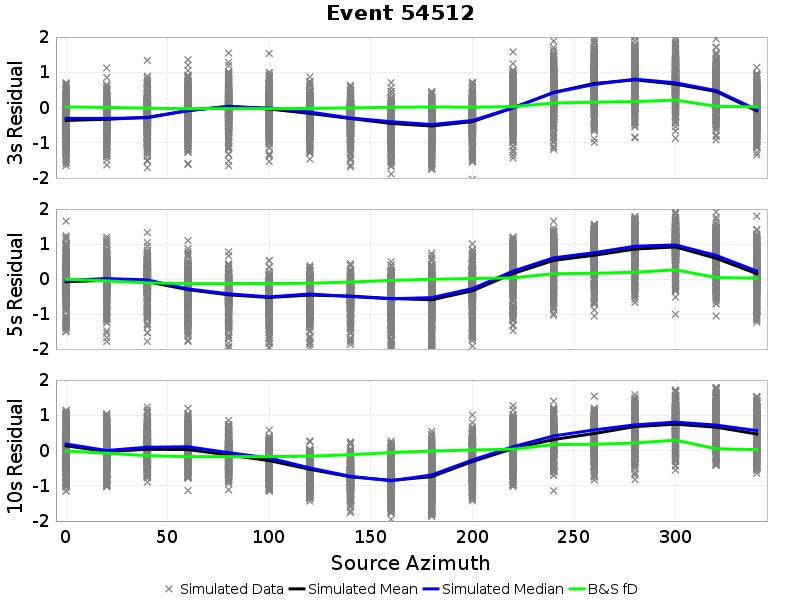 Event 54512
3s Residual
2
1
0
-1
-2
5s Residual
2
1
0
-1
-2
10s Residual
2
1
0
-1
-2
0 50 100 150 200 250 300
Source Azimuth
Simulated Data Simulated Mean Simulated Median B&S fD